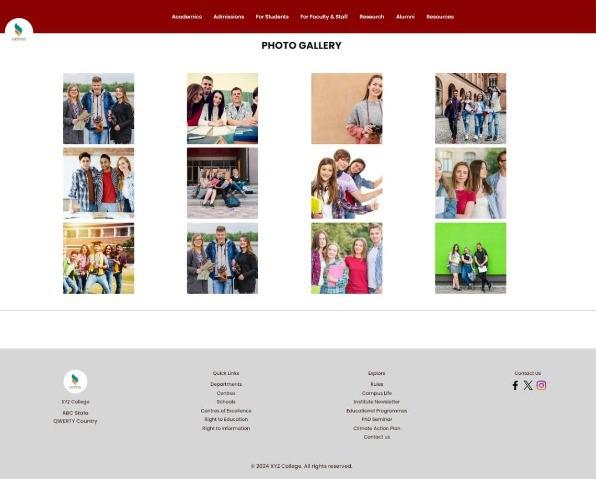 Academics Admissions For Students For Faculty & Staff Research Alumni Resources
PHOTO GALLERY
XYZ College
ABC State
QWERTY Country
Quick Links
Departments
Centres
Schools
Centres of Excellence
Right to Education
Right to Information
Explore
Rules
Campus Life
Institute Newsletter
Educational Programmes
PhD Seminar
Climate Action Plan
Contact us
Contact Us
© 2024 XYZ College. All rights reserved.